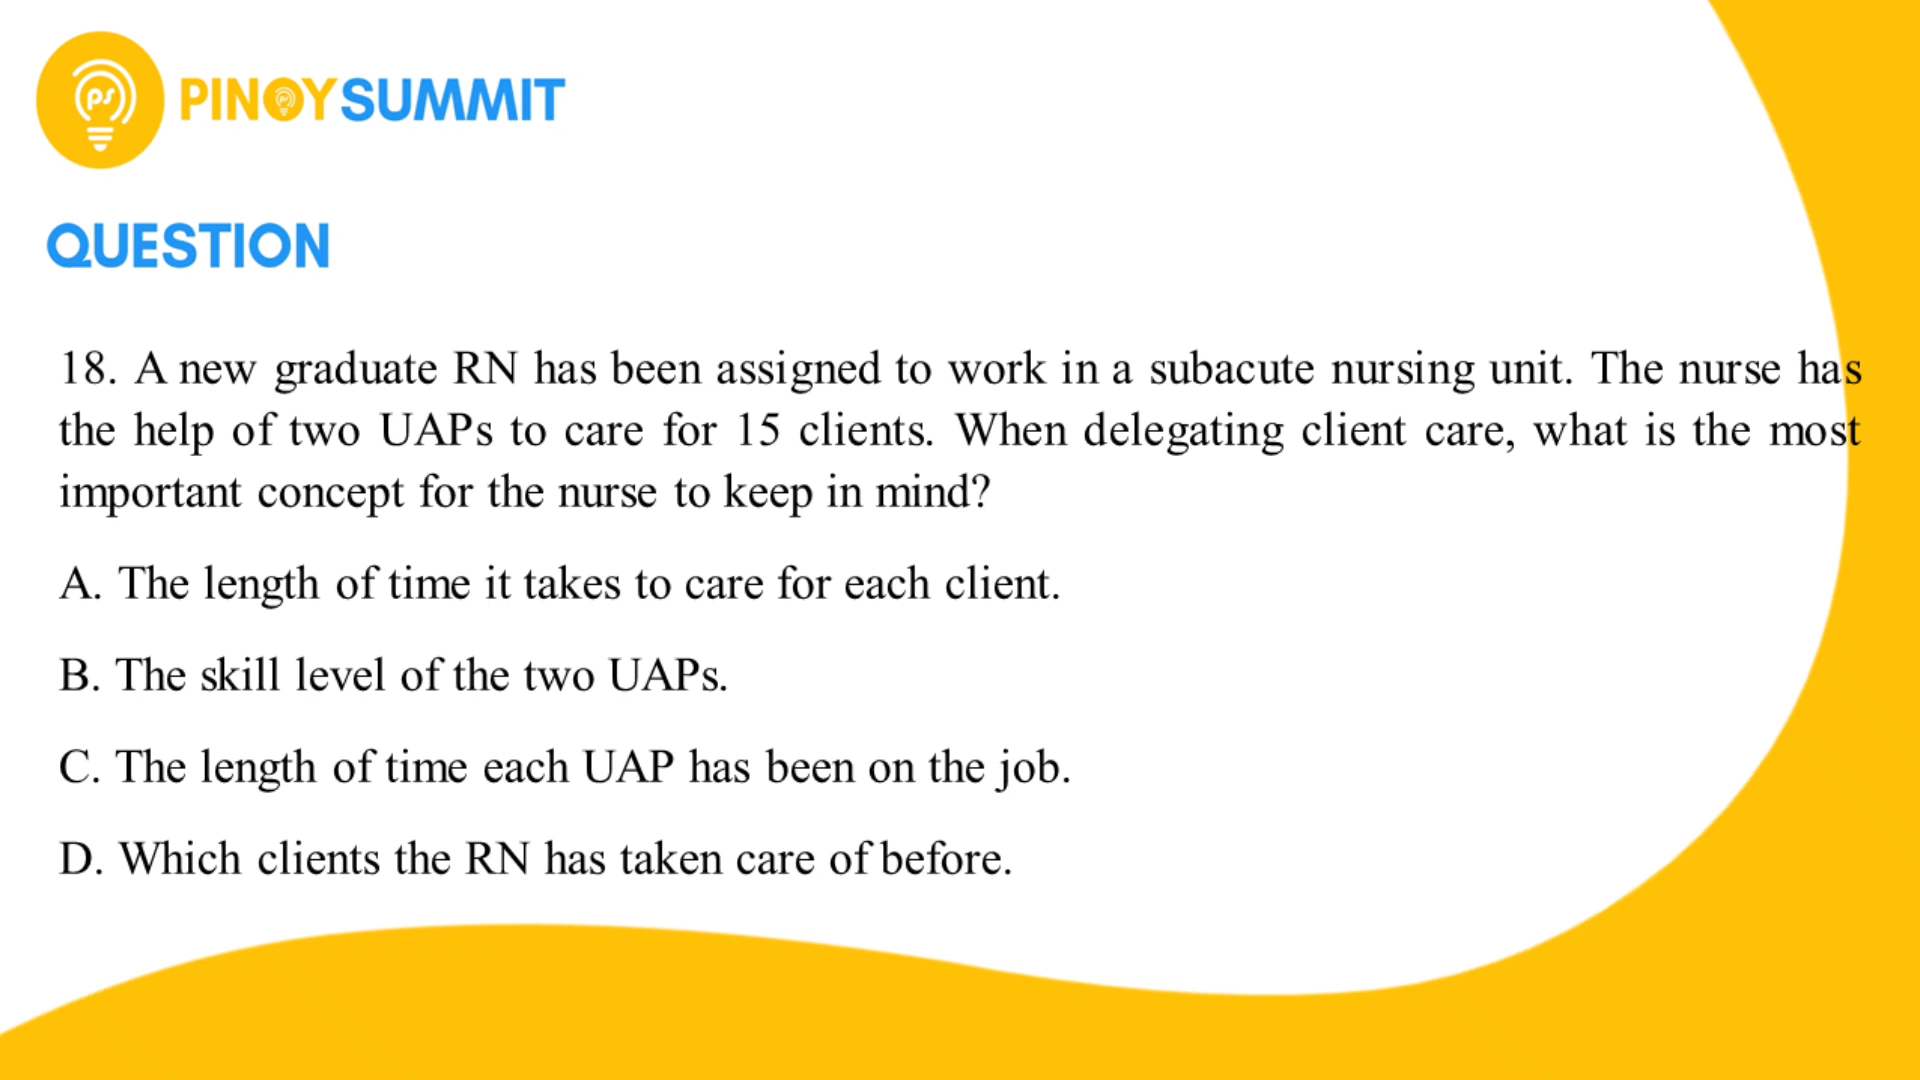 PINOYSUMMIT
QUESTION
18. A new graduate RN has been assigned to work in a subacute nursing unit. The nurse has
the help of two UAPs to care for 15 clients. When delegating client care, what is the most
important concept for the nurse to keep in mind?
A. The length of time it takes to care for each client.
B. The skill level of the two UAPs.
C. The length of time each UAP has been on the job.
D. Which clients the RN has taken care of before.